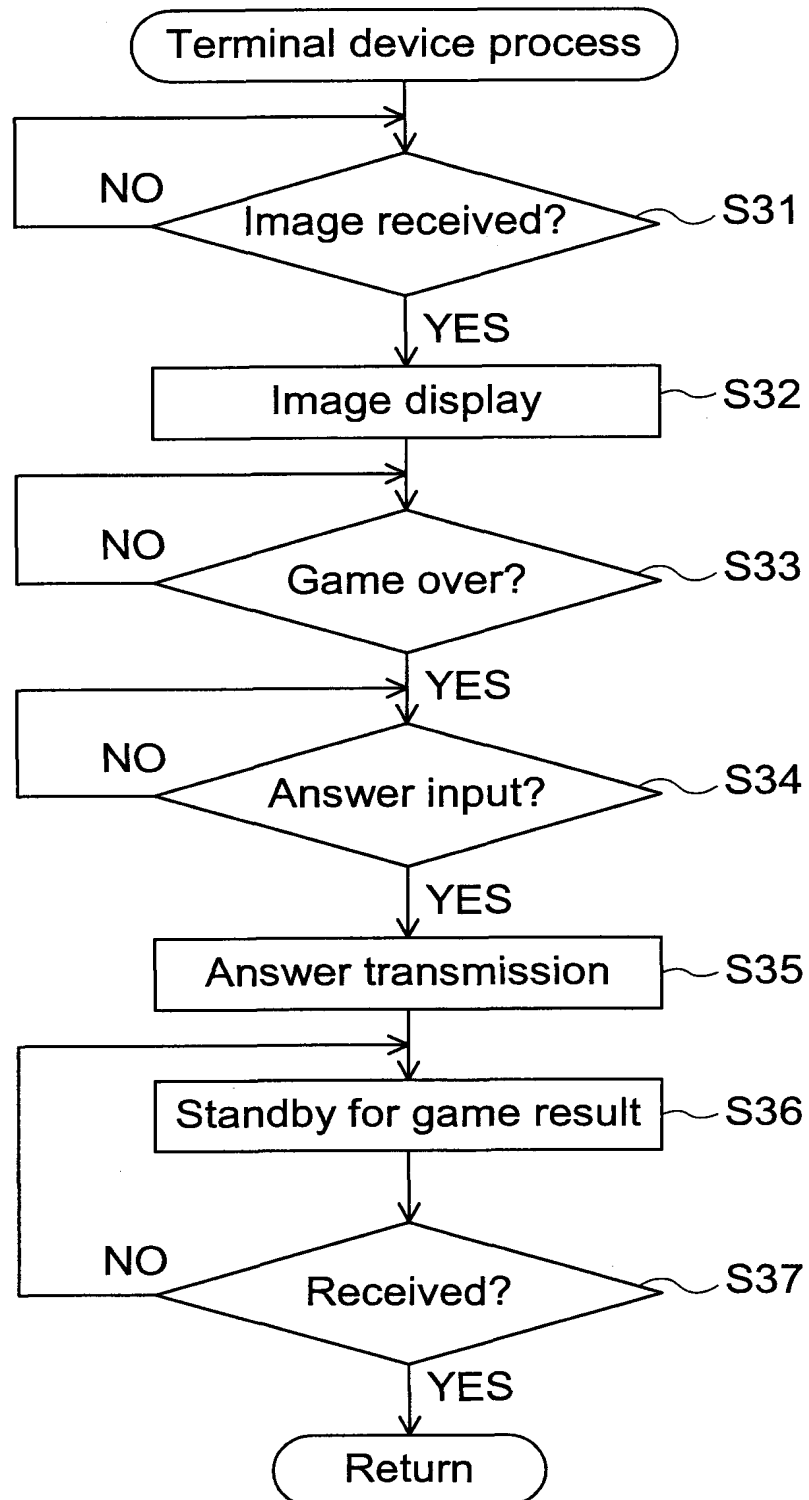 Terminal device process
NO
Image received?
S31
YES
Image display
S32
NO
Game over?
S33
YES
NO
Answer input?
S34
YES
Answer transmission
S35
Standby for game result
S36
NO
Received?
S37
YES
Return